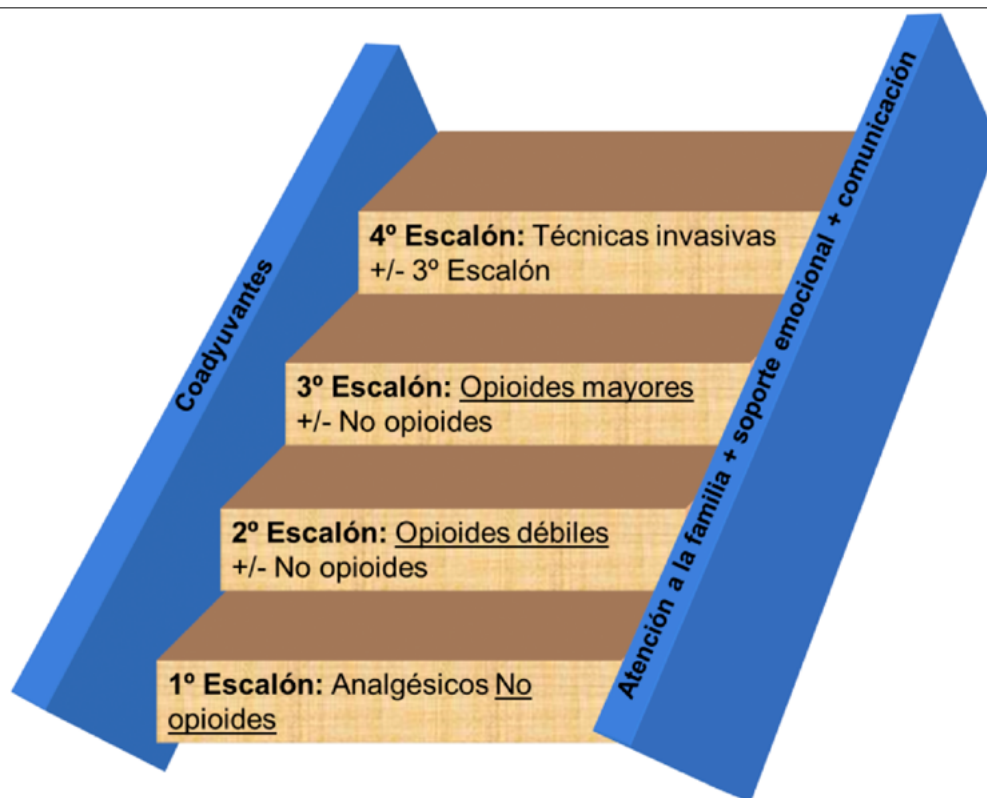 4º Escalón: Técnicas invasivas
+/- 3º Escalón
3º Escalón: Opioides mayores
+/- No opioides
2º Escalón: Opioides débiles
+/- No opioides
1º Escalón: Analgésicos No
opioides
Coadyuvantes
Atención a la familia + soporte emocional + comunicación